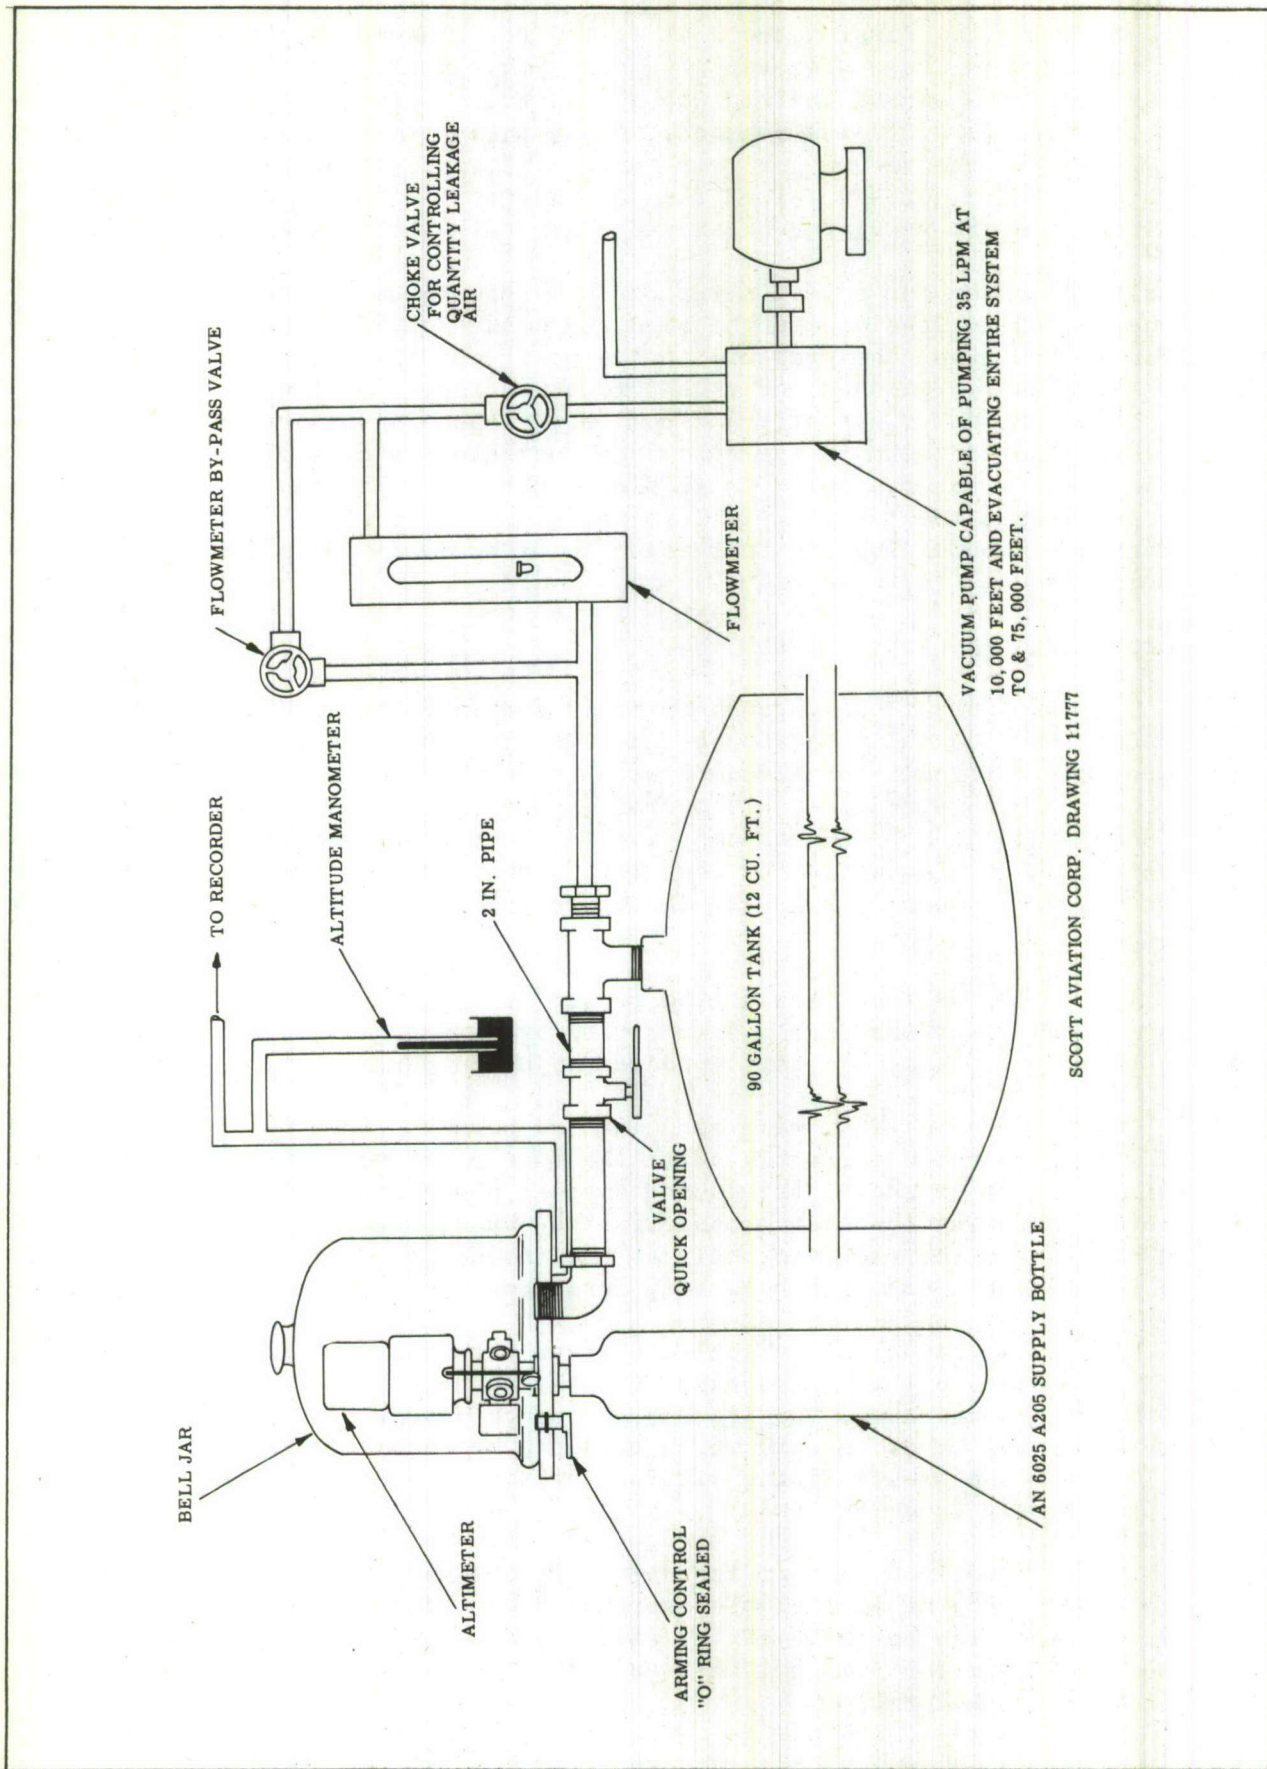 BELL JAR
ALTIMETER
ARMING CONTROL
"O" RING SEALED
TO RECORDER
ALTITUDE MANOMETER
2 IN. PIPE
VALVE
QUICK OPENING
FLOWMETER BY-PASS VALVE
CHOKE VALVE
FOR CONTROLLING
QUANTITY LEAKAGE
AIR
FLOWMETER
90 GALLON TANK (12 CU. FT.)
VACUUM PUMP CAPABLE OF PUMPING 35 LPM AT
10,000 FEET AND EVACUATING ENTIRE SYSTEM
TO & 75,000 FEET.
AN 6025 A205 SUPPLY BOTTLE
SCOTT AVIATION CORP. DRAWING 11777